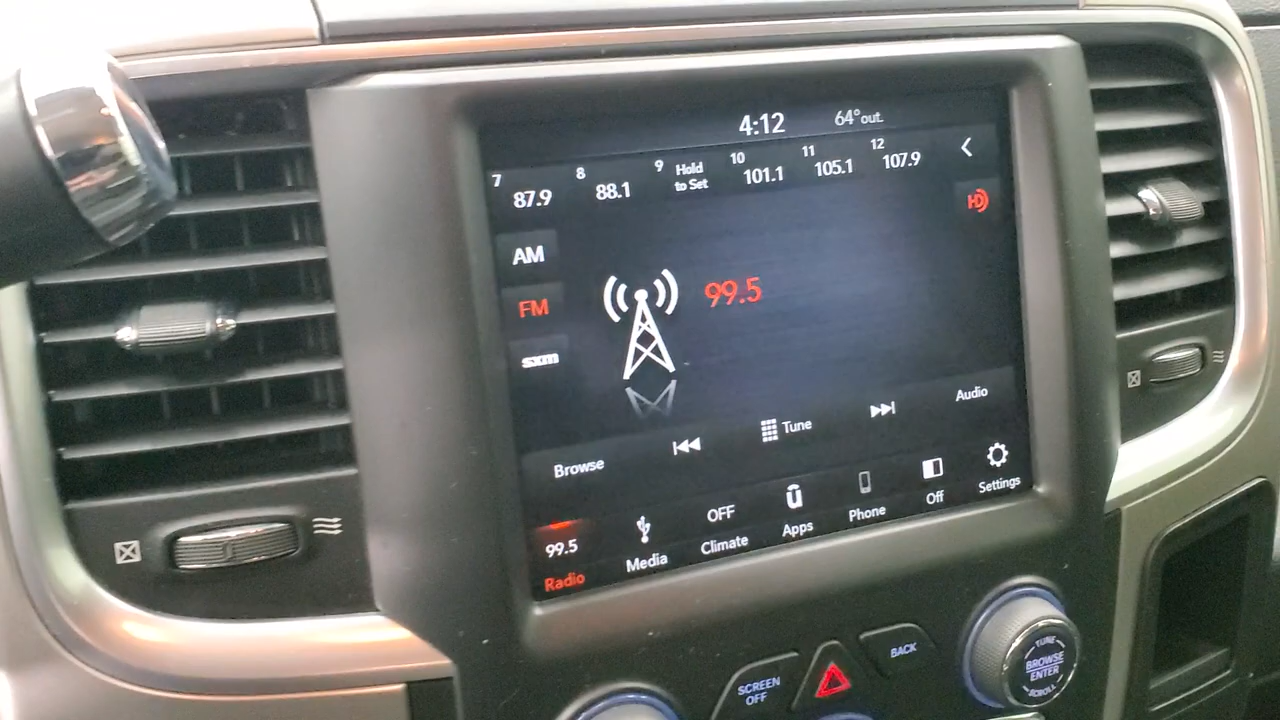 4:12 64°out.
7 87.9 8 88.1 9 Hold to Set 10 101.1 11 105.1 12 107.9
HD
AM
FM 99.5
sxm
Browse Tune Audio
99.5 OFF Off
Radio Media Climate Apps Phone Settings
SCREEN OFF
BACK
TUNE
BROWSE
ENTER
SCROLL